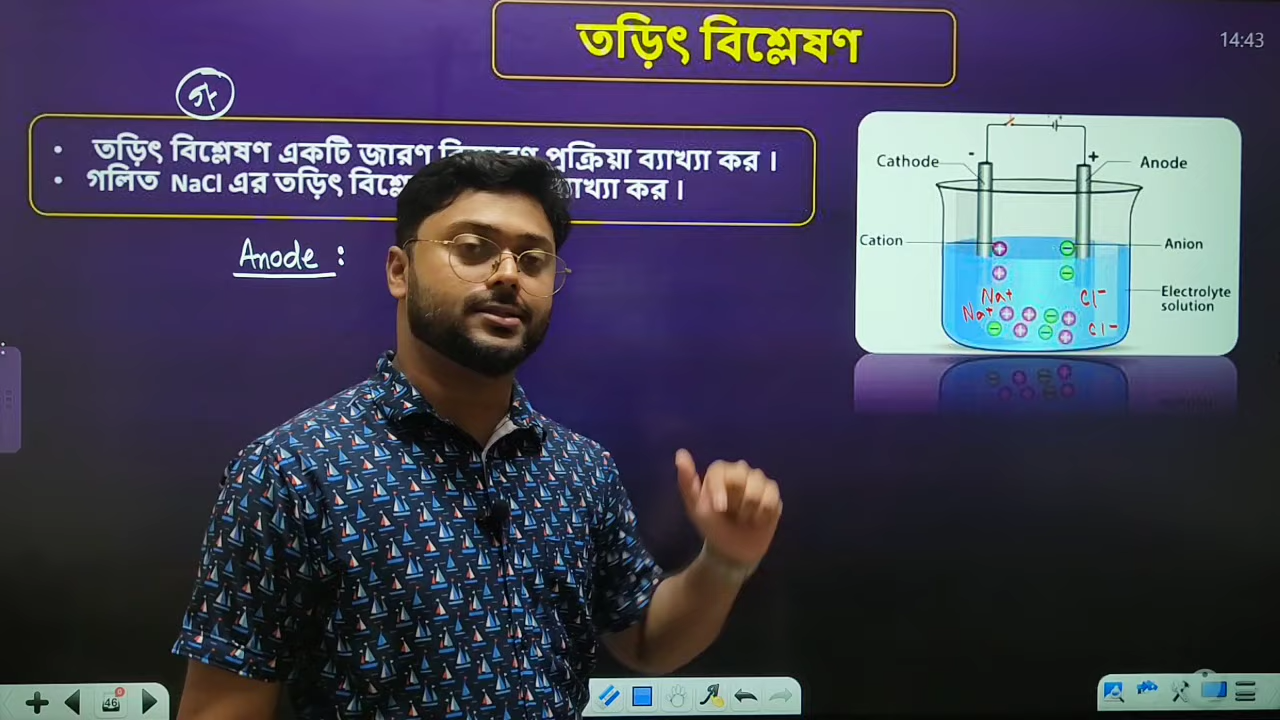 তড়িৎ বিশ্লেষণ
14:43
গ
• তড়িৎ বিশ্লেষণ একটি জারণ প্রক্রিয়া ব্যাখ্যা কর ।
• গলিত NaCl এর তড়িৎ কর ।
Anode :
- +
Cathode
Anode
Cation
Anion
Electrolyte
solution
Na+
Cl-
Na+
Cl-
46